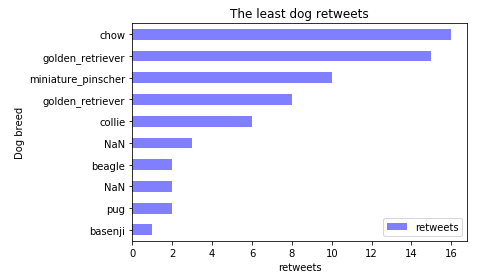 The least dog retweets
chow
golden_retriever
miniature_pinscher
golden_retriever
collie
NaN
beagle
NaN
pug
basenji
Dog breed
retweets
0 2 4 6 8 10 12 14 16
retweets